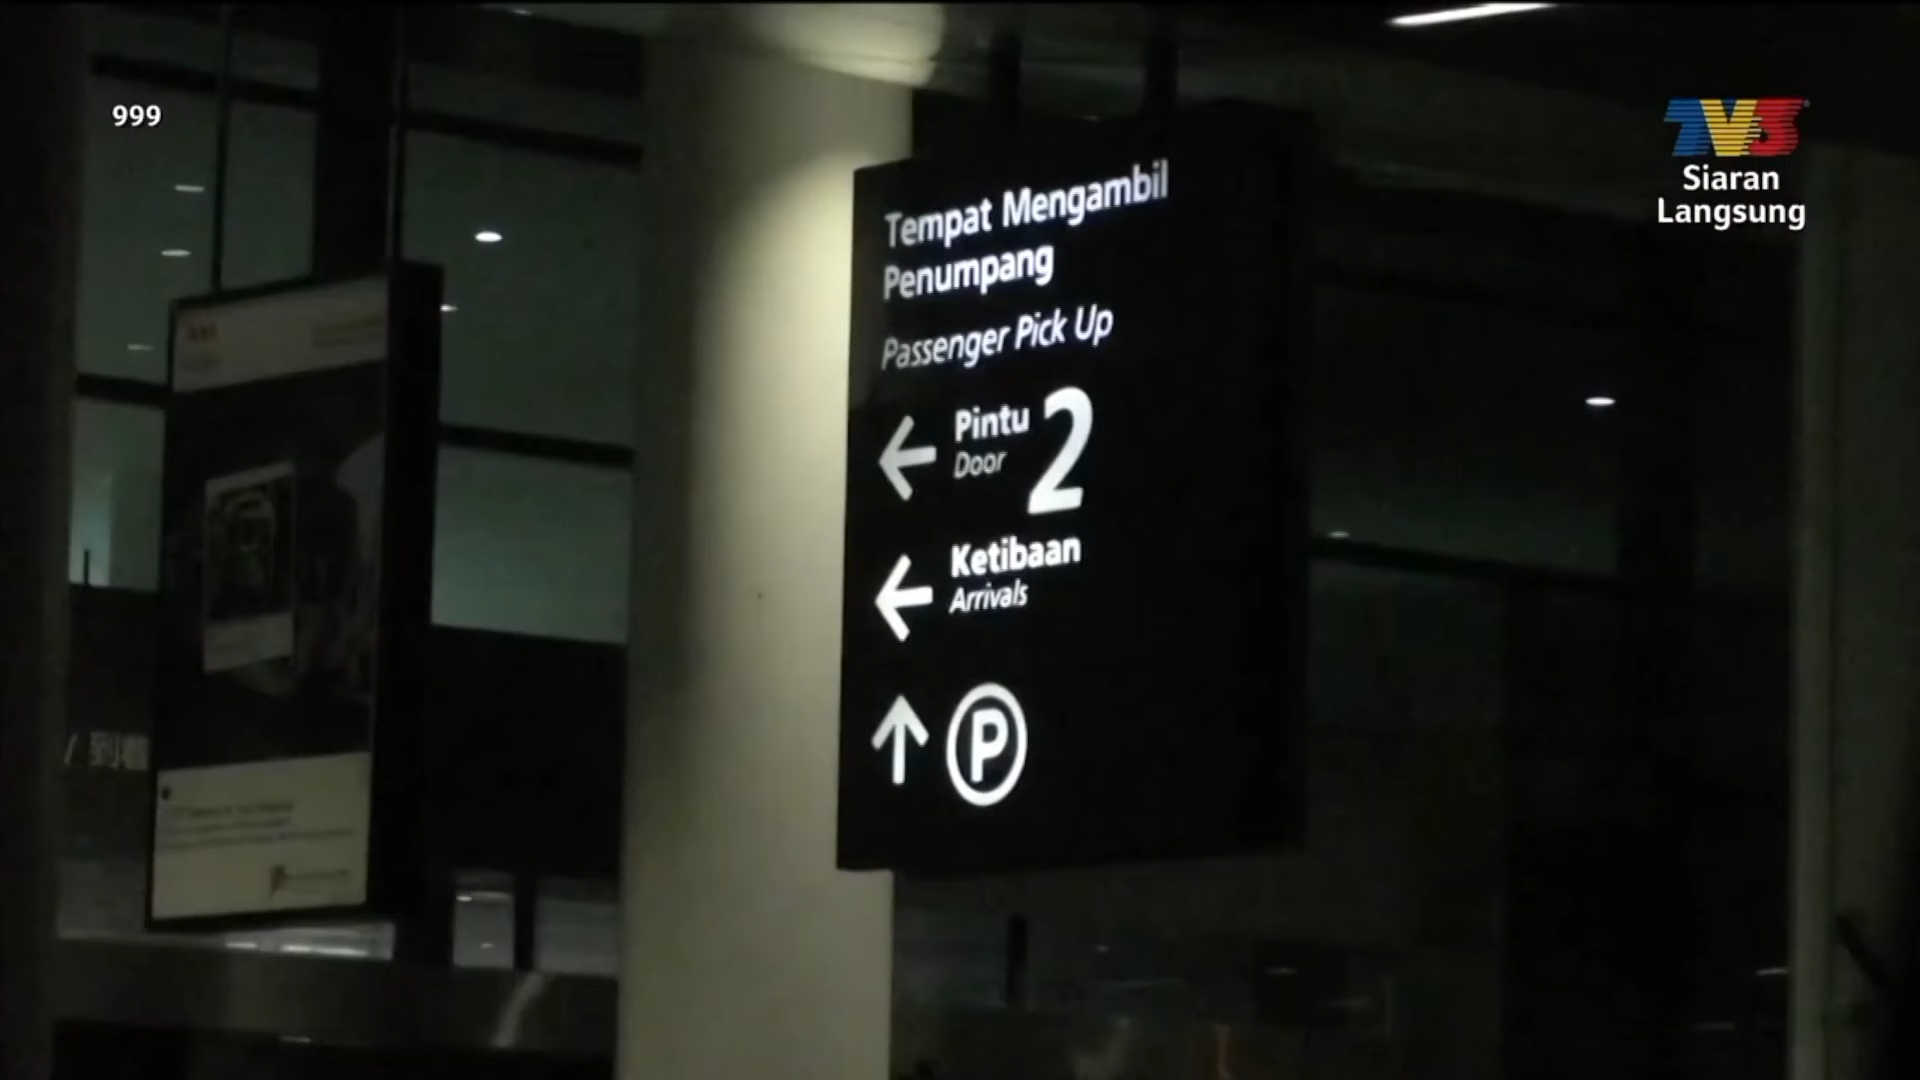 999
TV3
Siaran
Langsung
Tempat Mengambil
Penumpang
Passenger Pick Up
← Pintu 2
Door
← Ketibaan
Arrivals
↑ P